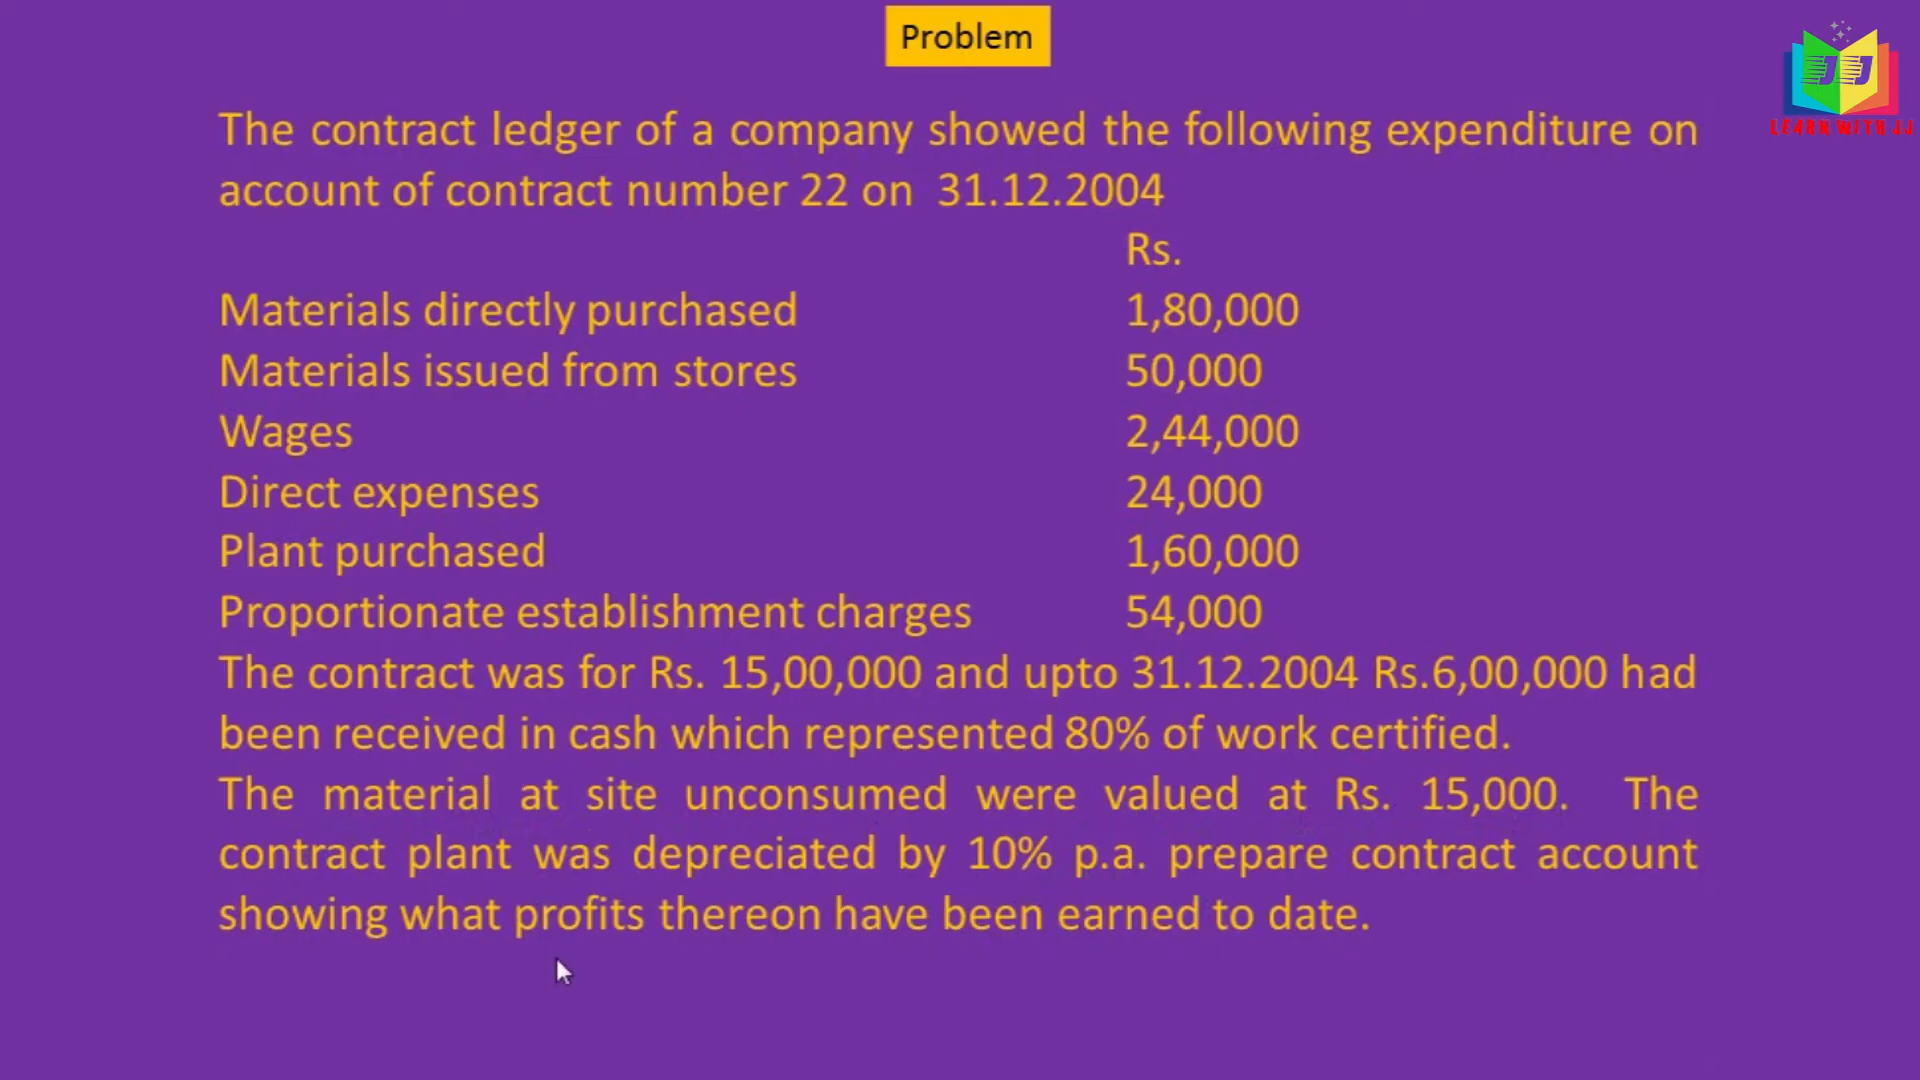 Problem
JJ
LEARN WITH JJ
The contract ledger of a company showed the following expenditure on
account of contract number 22 on 31.12.2004
Rs.
Materials directly purchased 1,80,000
Materials issued from stores 50,000
Wages 2,44,000
Direct expenses 24,000
Plant purchased 1,60,000
Proportionate establishment charges 54,000
The contract was for Rs. 15,00,000 and upto 31.12.2004 Rs.6,00,000 had
been received in cash which represented 80% of work certified.
The material at site unconsumed were valued at Rs. 15,000. The
contract plant was depreciated by 10% p.a. prepare contract account
showing what profits thereon have been earned to date.